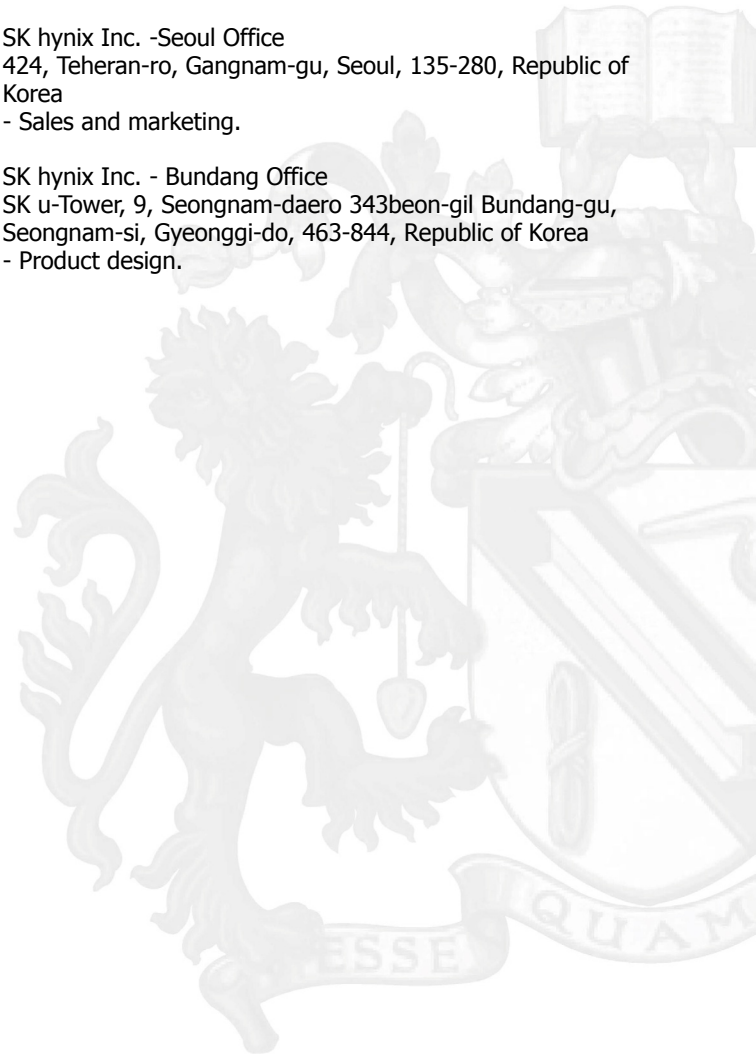 SK hynix Inc. -Seoul Office
424, Teheran-ro, Gangnam-gu, Seoul, 135-280, Republic of
Korea
- Sales and marketing.
SK hynix Inc. - Bundang Office
SK u-Tower, 9, Seongnam-daero 343beon-gil Bundang-gu,
Seongnam-si, Gyeonggi-do, 463-844, Republic of Korea
- Product design.
ESSE QUAM